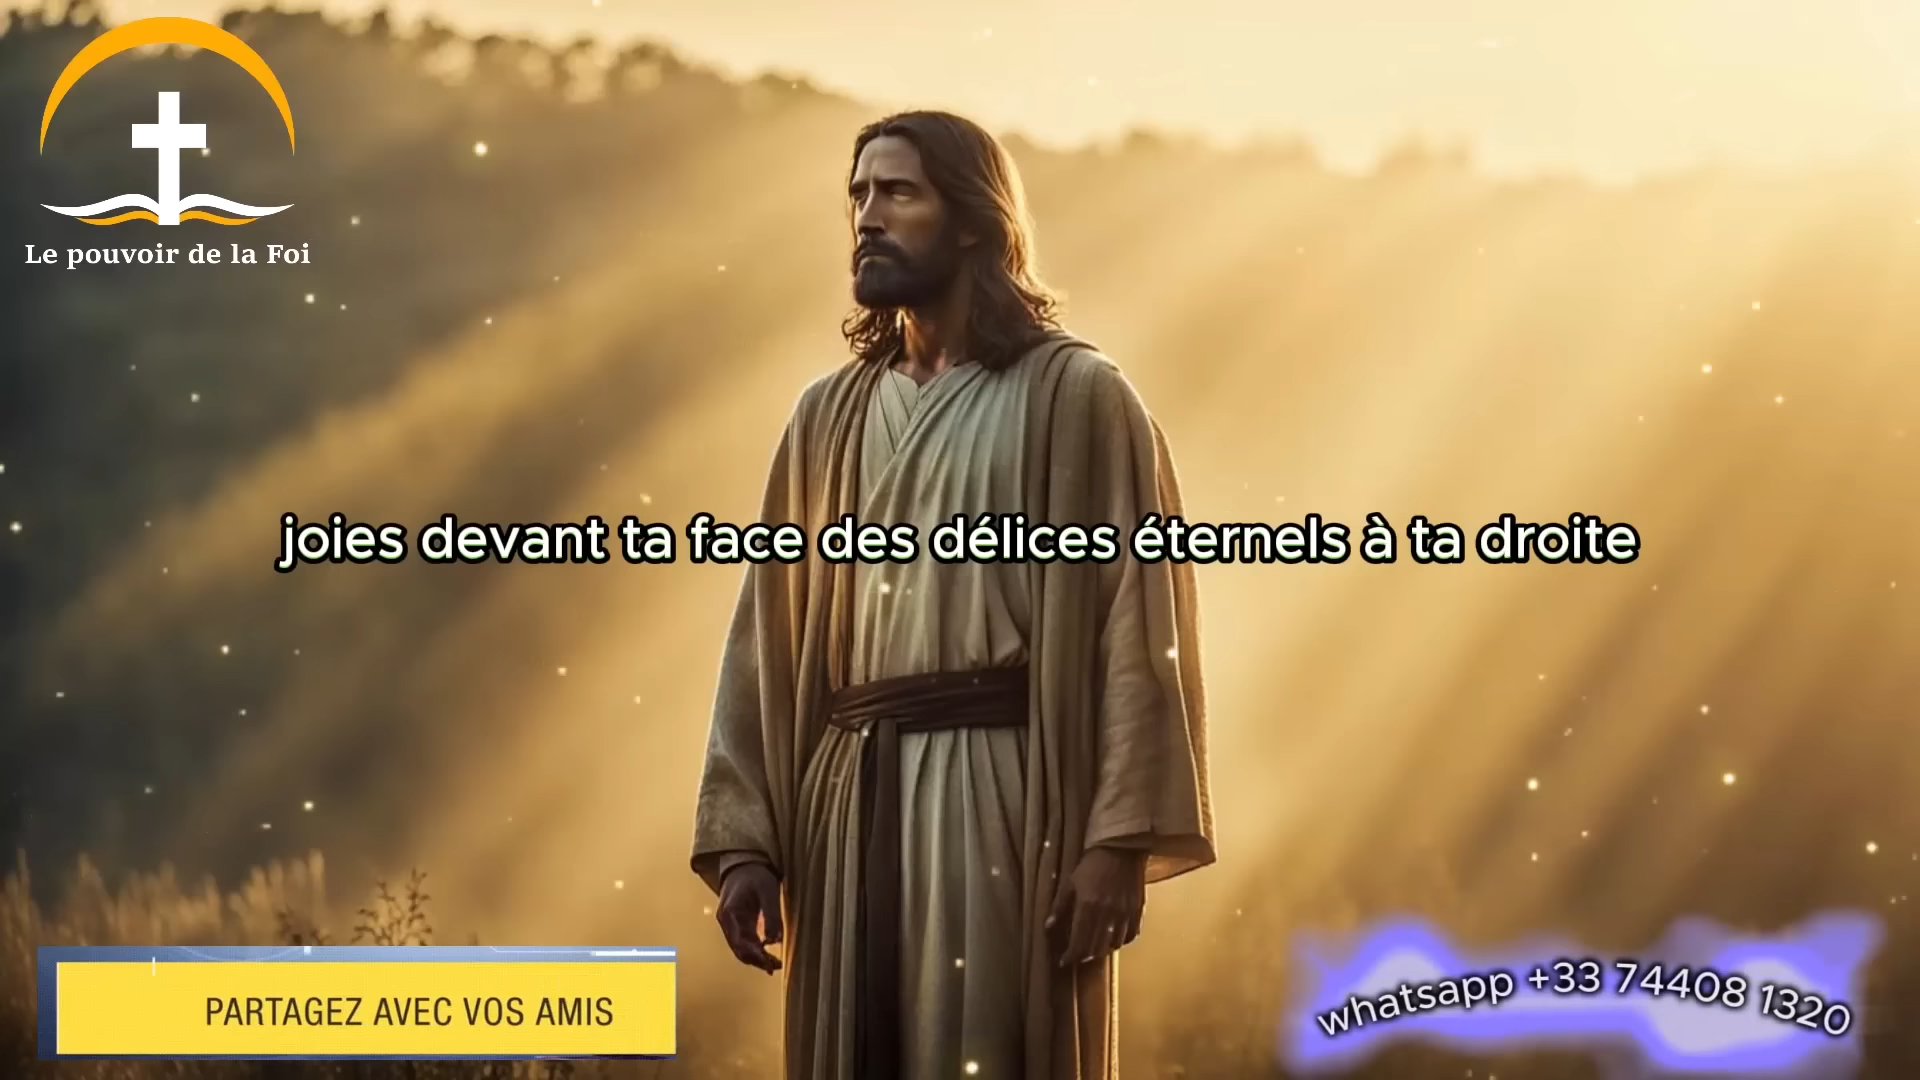 Le pouvoir de la Foi
joies devant ta face des délices éternels à ta droite
PARTAGEZ AVEC VOS AMIS
whatsapp +33 74408 1320